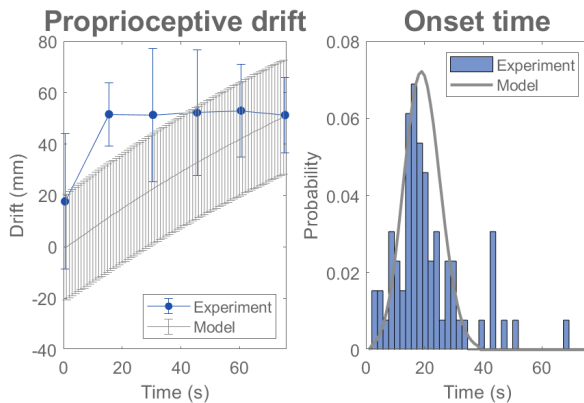 Proprioceptive drift
80
60
40
20
0
-20
-40
Drift (mm)
Experiment
Model
0
20
40
60
Time (s)
Onset time
0.08
0.06
0.04
0.02
0
Probability
Experiment
Model
0
20
40
60
Time (s)